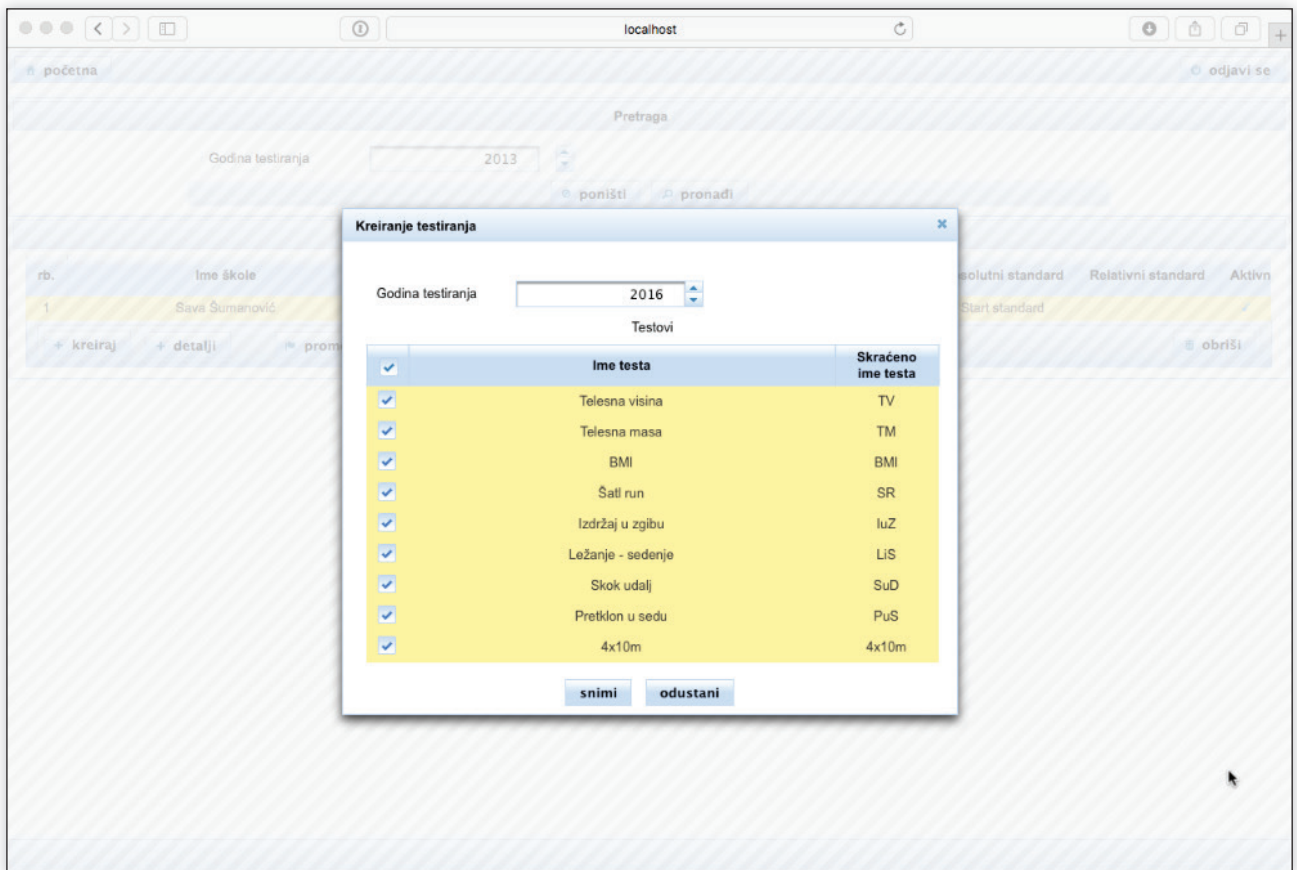 localhost
početna
odjavi se
Pretraga
Godina testiranja 2013
poništi pronađi
Kreiranje testiranja
rb. Ime škole standard Relativni standard Aktivn
1 Sava Šumanović Start standard
+ kreiraj + detalji prom obriši
Godina testiranja 2016
Testovi
Ime testa Skraćeno ime testa
Telesna visina TV
Telesna masa TM
BMI BMI
Šatl run SR
Izdržaj u zgibu IuZ
Ležanje - sedenje LiS
Skok udalj SuD
Pretklon u sedu PuS
4x10m 4x10m
snimi odustani